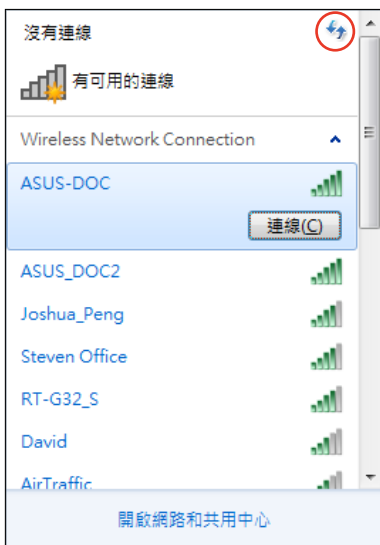 沒有連線
有可用的連線
Wireless Network Connection
ASUS-DOC
連線(C)
ASUS_DOC2
Joshua_Peng
Steven Office
RT-G32_S
David
AirTraffic
開啟網路和共用中心